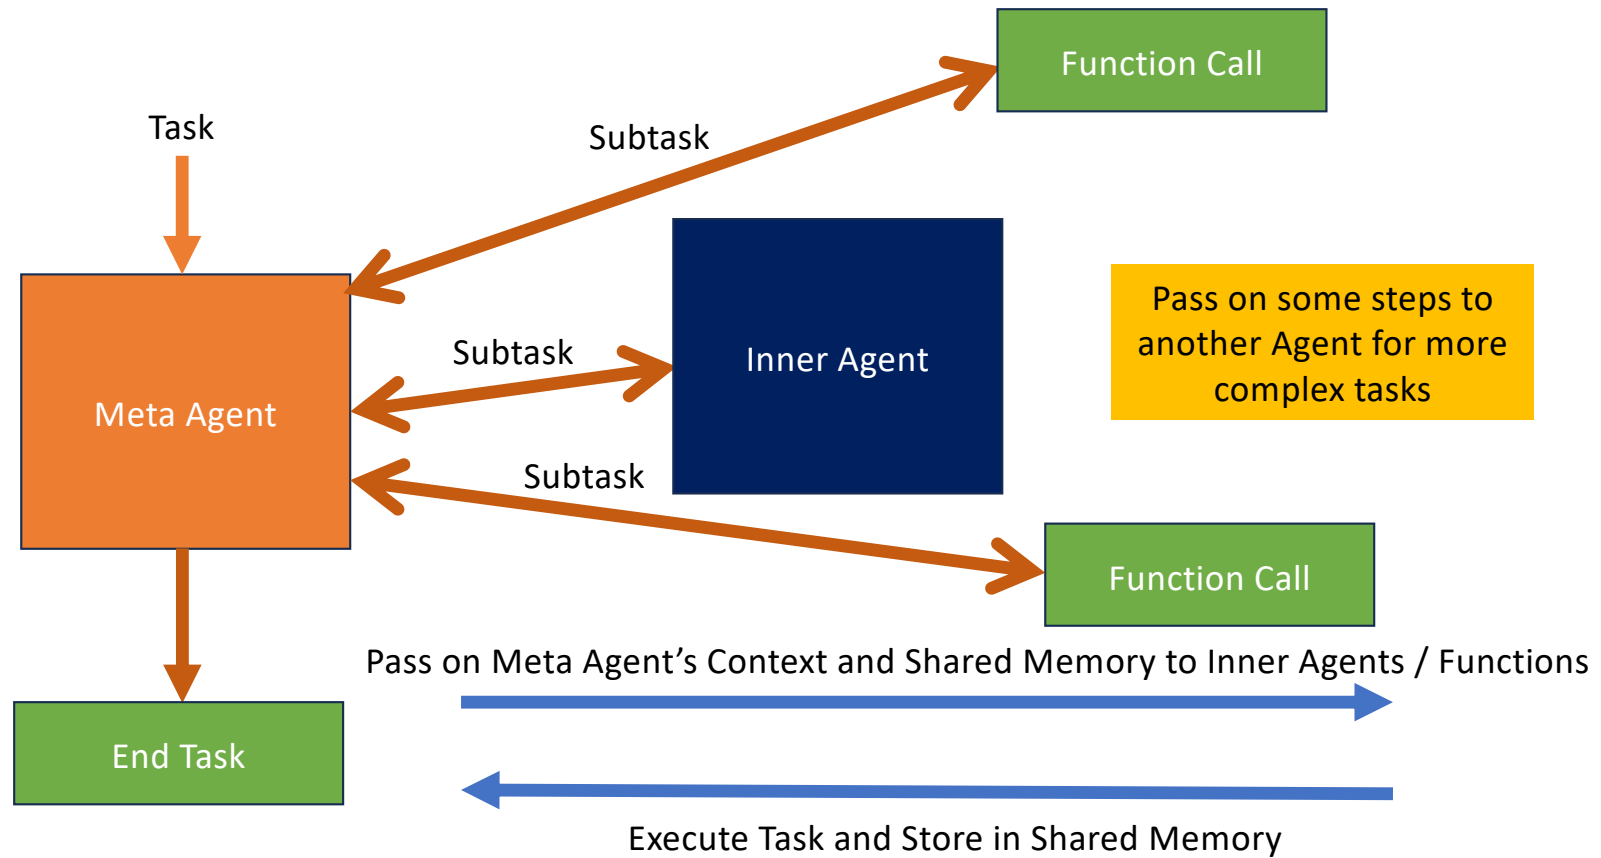 Function Call
Task
Subtask
Inner Agent
Pass on some steps to
another Agent for more
complex tasks
Subtask
Meta Agent
Subtask
Function Call
Pass on Meta Agent’s Context and Shared Memory to Inner Agents / Functions
End Task
Execute Task and Store in Shared Memory